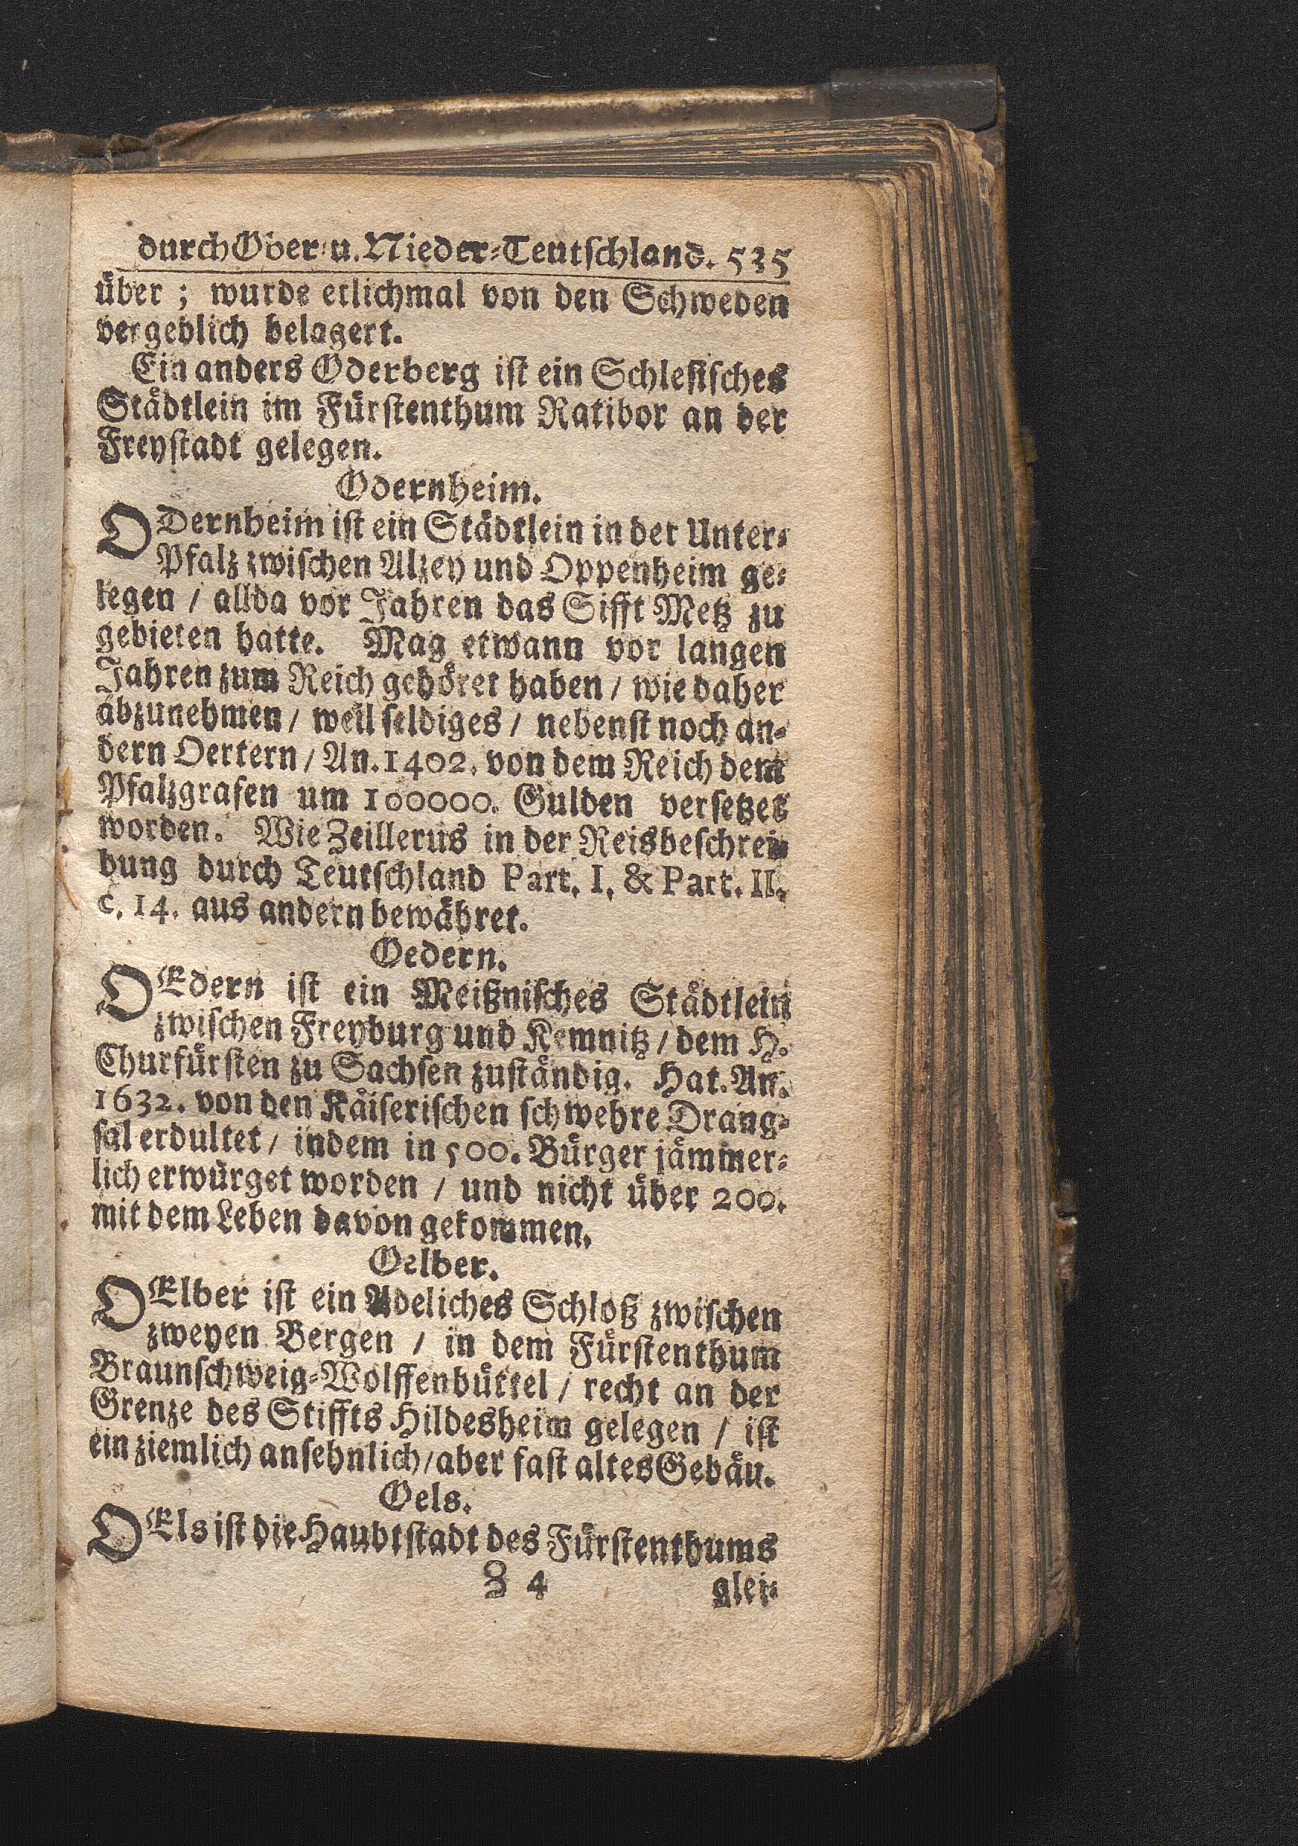 durch Ober- u. Nieder-Teutschland. 535
über ; wurde etlichmal von den Schweden
vergeblich belagert.
Ein anders Oderberg ist ein Schlesisches
Städtlein im Fürstenthum Ratibor an der
Freystadt gelegen.
Odernheim.
ODernheim ist ein Städtlein in der Unter-
Pfalz zwischen Alzey und Oppenheim ge-
legen / allda vor Jahren das Sifft Metz zu
gebieten hatte. Mag etwann vor langen
Jahren zum Reich gehöret haben / wie daher
abzunehmen / weil selbiges / nebenst noch an-
dern Oertern / An. 1402. von dem Reich dem
Pfalzgrafen um 100000. Gulden versetzet
worden. Wie Zeillerus in der Reisbeschrei-
bung durch Teutschland Part. I. & Part. II.
c. 14. aus andern bewähret.
Oedern.
OEdern ist ein Meißnisches Städtlein
zwischen Freyburg und Kemnitz / dem H.
Churfürsten zu Sachsen zuständig. Hat. An.
1632. von den Käiserischen schwehre Drang-
sal erdultet / indem in 500. Bürger jämmer-
lich erwürget worden / und nicht über 200.
mit dem Leben davon gekommen.
Oelber.
OElber ist ein Adeliches Schloß zwischen
zweyen Bergen / in dem Fürstenthum
Braunschweig-Wolffenbüttel / recht an der
Grenze des Stiffts Hildesheim gelegen / ist
ein ziemlich ansehnlich / aber fast altes Gebäu.
Oels.
OEls ist die Haubtstadt des Fürstenthums
Z 4 glei-